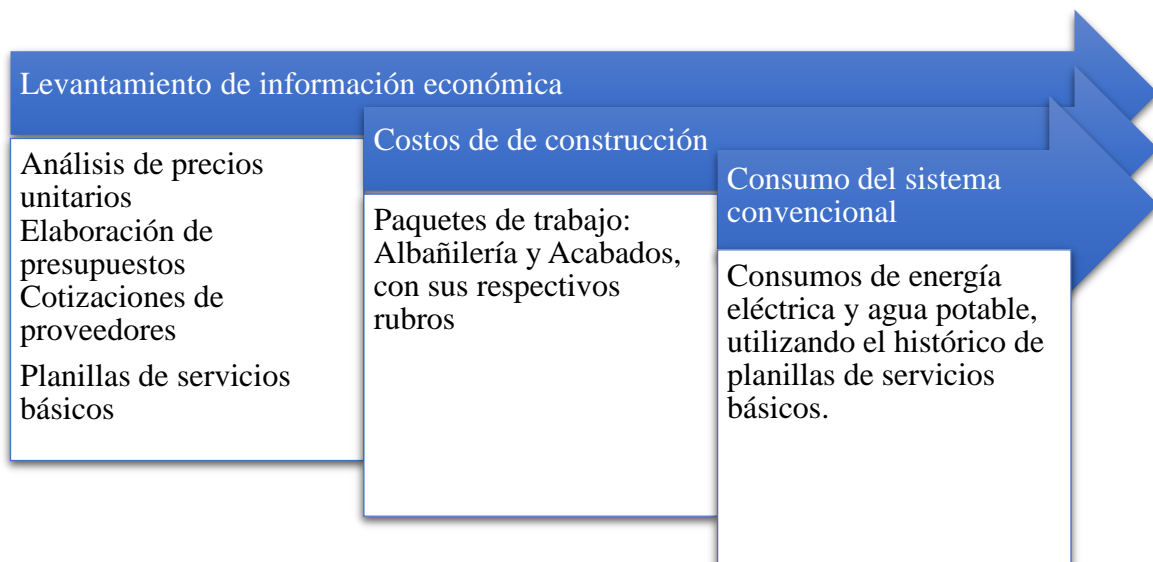 Levantamiento de información económica
Análisis de precios
unitarios
Elaboración de
presupuestos
Cotizaciones de
proveedores
Planillas de servicios
básicos
Costos de de construcción
Paquetes de trabajo:
Albañilería y Acabados,
con sus respectivos
rubros
Consumo del sistema
convencional
Consumos de energía
eléctrica y agua potable,
utilizando el histórico de
planillas de servicios
básicos.